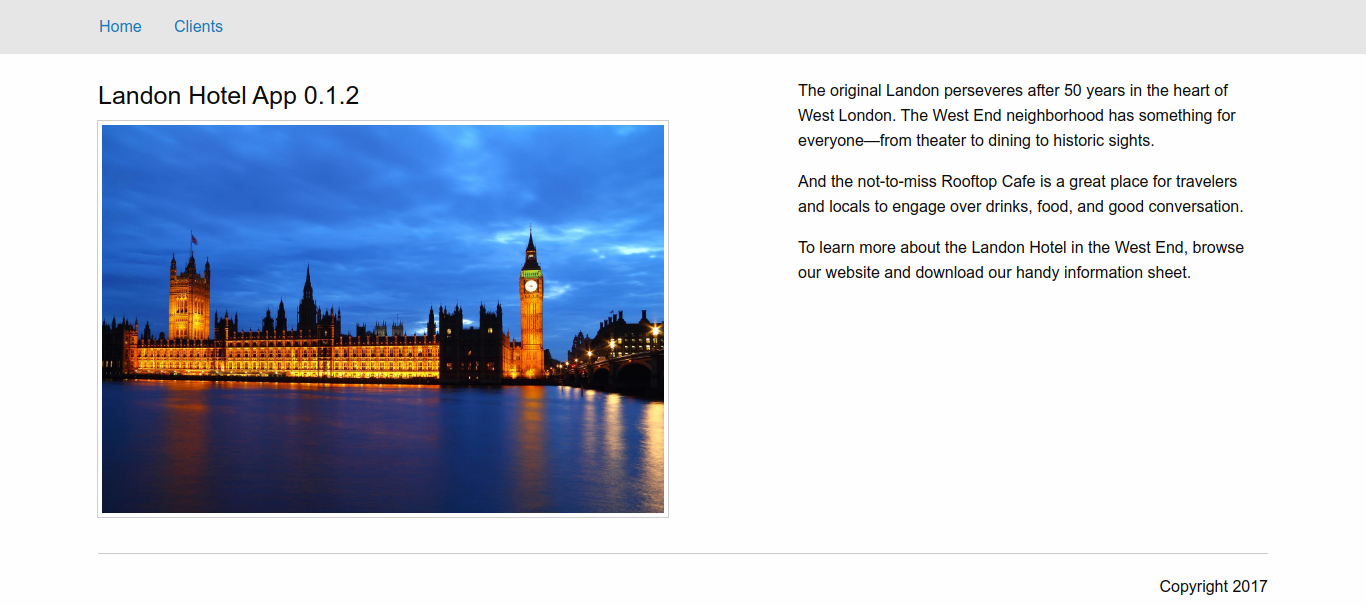 Home Clients
Landon Hotel App 0.1.2
The original Landon perseveres after 50 years in the heart of
West London. The West End neighborhood has something for
everyone—from theater to dining to historic sights.
And the not-to-miss Rooftop Cafe is a great place for travelers
and locals to engage over drinks, food, and good conversation.
To learn more about the Landon Hotel in the West End, browse
our website and download our handy information sheet.
Copyright 2017